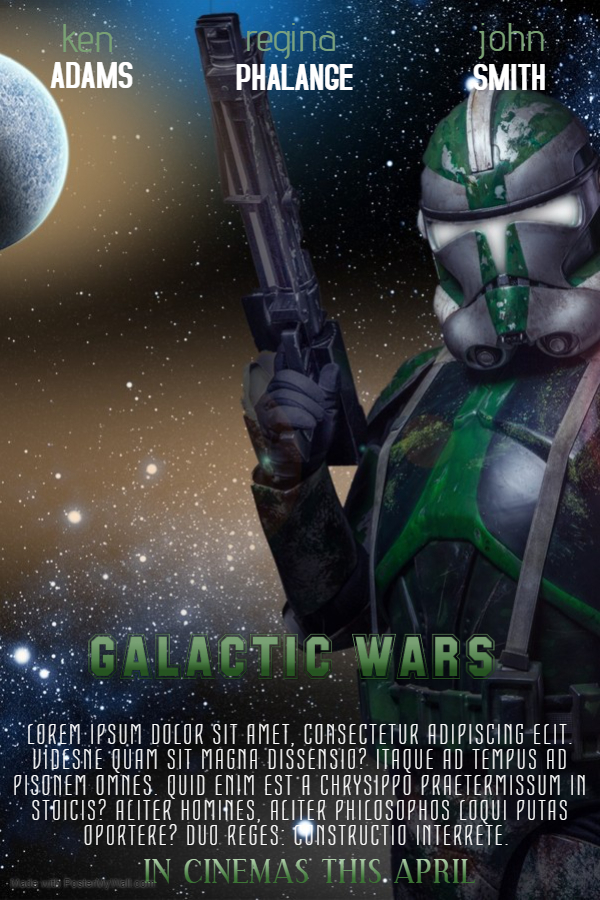 ken regina john
ADAMS PHALANGE SMITH
GALACTIC WARS
LOREM IPSUM DOLOR SIT AMET, CONSECTETUR ADIPISCING ELIT.
VIDESNE QUAM SIT MAGNA DISSENSIO? ITAQUE AD TEMPUS AD
PISONEM OMNES. QUID ENIM EST A CHRYSIPPO PRAETERMISSUM IN
STOICIS? ALITER HOMINES, ALITER PHILOSOPHOS LOQUI PUTAS
OPORTERE? DUO REGES: CONSTRUCTIO INTERRETE.
IN CINEMAS THIS APRIL
Made with PosterMyWall.com